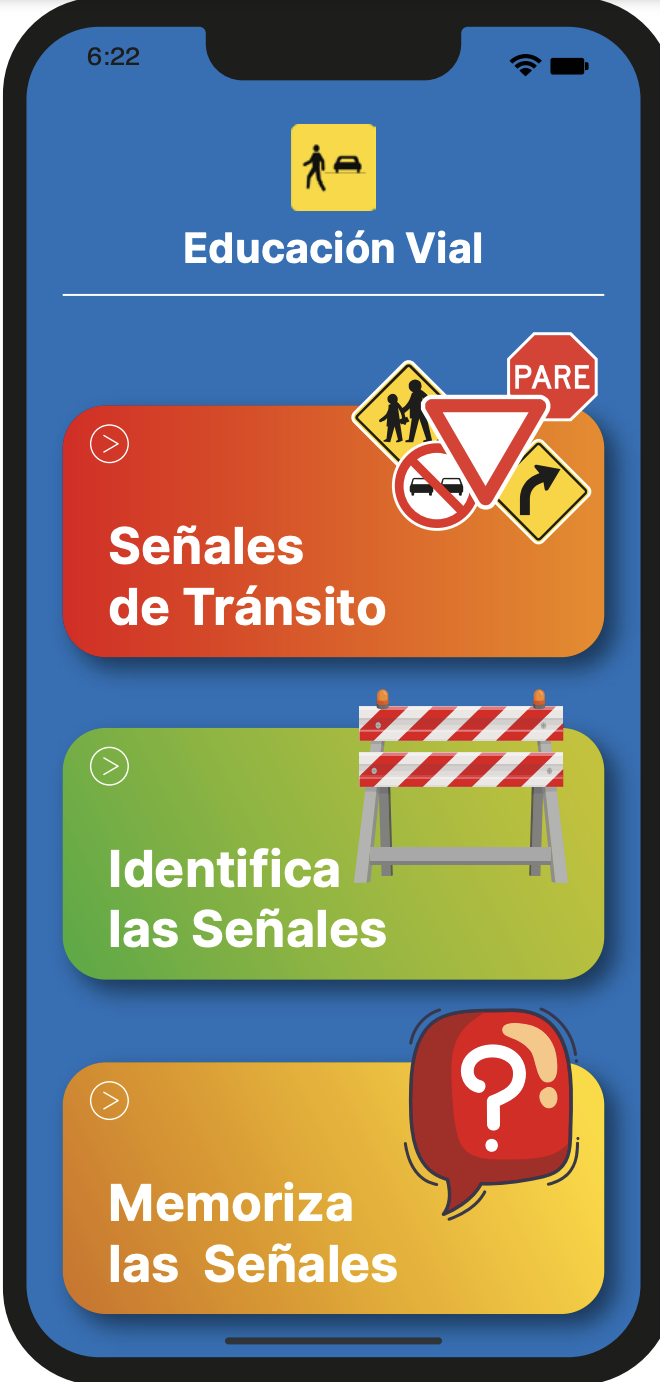 6:22
Educación Vial
PARE
Señales
de Tránsito
Identifica
las Señales
Memoriza
las Señales